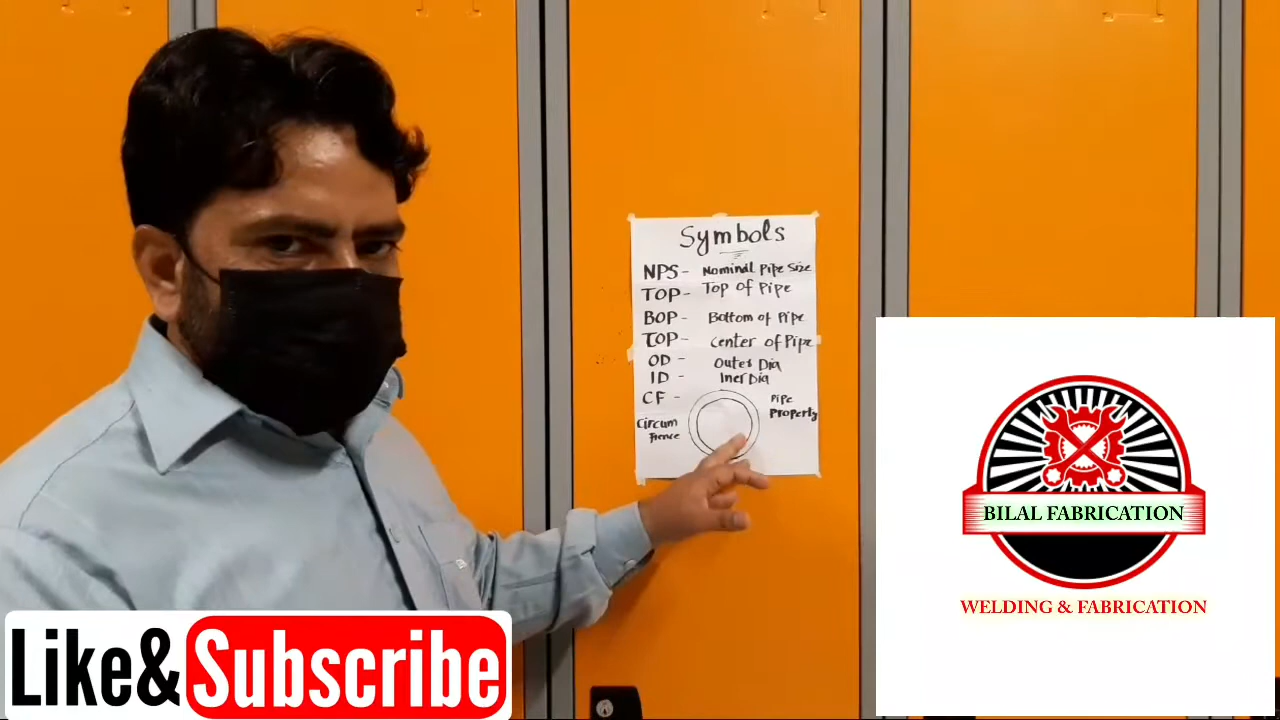 Symbols
NPS - Nominal Pipe Size
TOP - Top of Pipe
BOP - Bottom of Pipe
TOP - Center of Pipe
OD - Outer Dia
ID - Iner Dia
CF -
Pipe
Property
Circum
frence
BILAL FABRICATION
WELDING & FABRICATION
Like& Subscribe